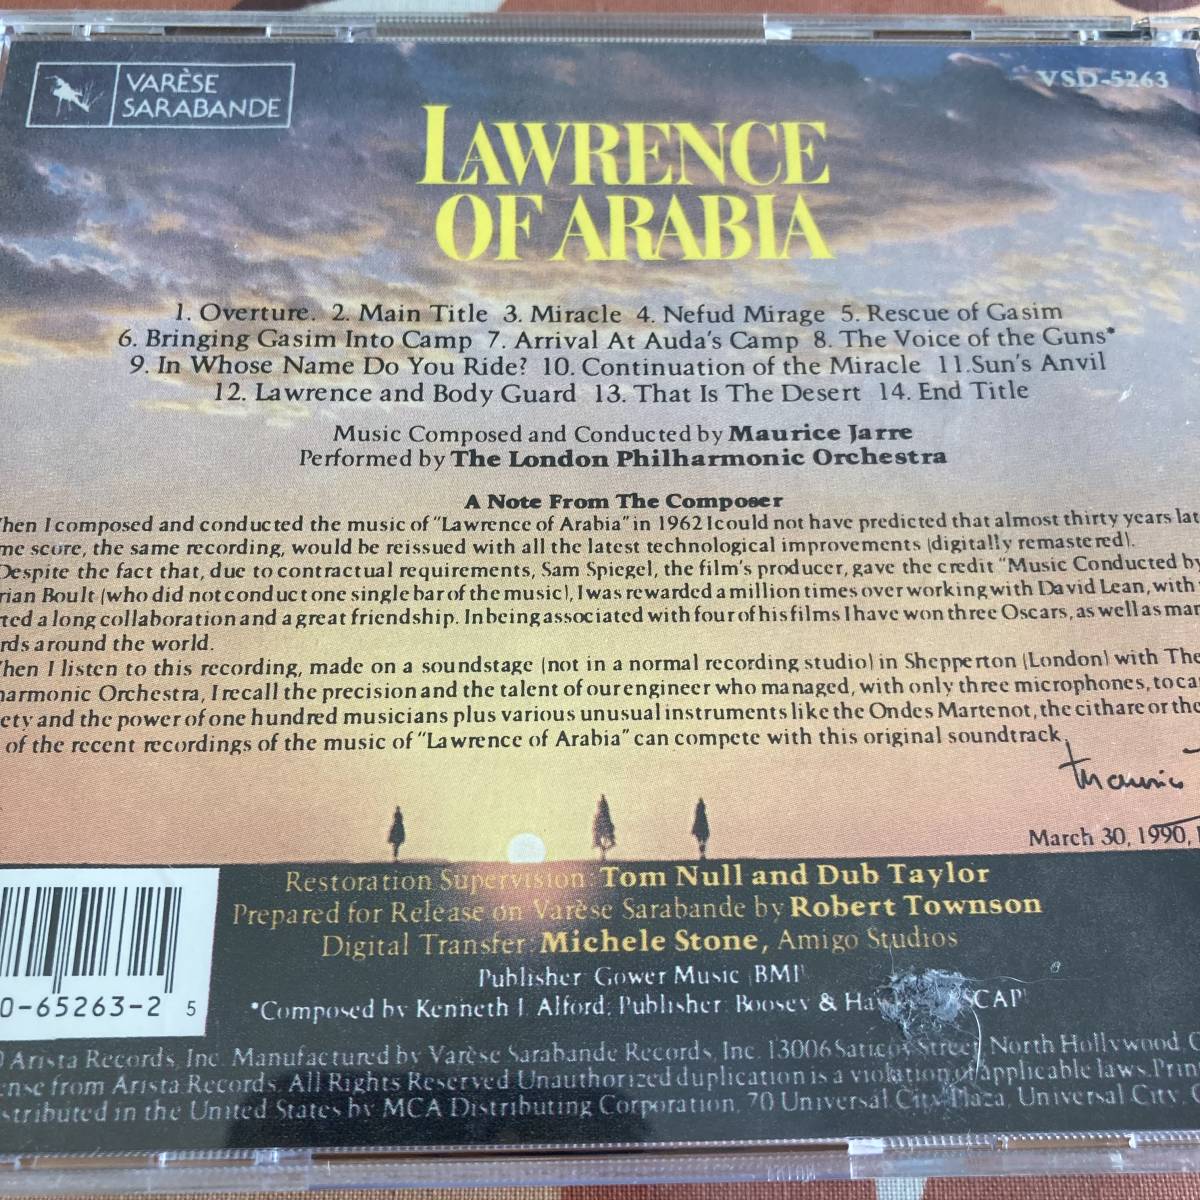 VARÈSE
SARABANDE
VSD-5263
LAWRENCE
OF ARABIA
1. Overture. 2. Main Title 3. Miracle 4. Nefud Mirage 5. Rescue of Gasim
6. Bringing Gasim Into Camp 7. Arrival At Auda's Camp 8. The Voice of the Guns*
9. In Whose Name Do You Ride? 10. Continuation of the Miracle 11.Sun's Anvil
12. Lawrence and Body Guard 13. That Is The Desert 14. End Title
Music Composed and Conducted by Maurice Jarre
Performed by The London Philharmonic Orchestra
A Note From The Composer
hen I composed and conducted the music of "Lawrence of Arabia" in 1962 I could not have predicted that almost thirty years lat
me score, the same recording, would be reissued with all the latest technological improvements (digitally remastered).
Despite the fact that, due to contractual requirements, Sam Spiegel, the film's producer, gave the credit "Music Conducted by
rian Boult (who did not conduct one single bar of the music), I was rewarded a million times over working with David Lean, with
rted a long collaboration and a great friendship. In being associated with four of his films I have won three Oscars, as well as man
rds around the world.
hen I listen to this recording, made on a soundstage (not in a normal recording studio) in Shepperton (London) with The
harmonic Orchestra, I recall the precision and the talent of our engineer who managed, with only three microphones, to ca
ety and the power of one hundred musicians plus various unusual instruments like the Ondes Martenot, the cithare or the
of the recent recordings of the music of "Lawrence of Arabia" can compete with this original soundtrack.
Maurice
March 30, 1990,
Restoration Supervision: Tom Null and Dub Taylor
Prepared for Release on Varèse Sarabande by Robert Townson
Digital Transfer: Michele Stone, Amigo Studios
Publisher: Gower Music (BMI)
*Composed by Kenneth J. Alford; Publisher: Boosey & Ha SCAP)
0-65263-2 5
Arista Records, Inc. Manufactured by Varèse Sarabande Records, Inc. 13006 Saticoy Street, North Hollywood, C
ense from Arista Records. All Rights Reserved Unauthorized duplication is a violation of applicable laws. Prin
stributed in the United States by MCA Distributing Corporation, 70 Universal City Plaza, Universal City,